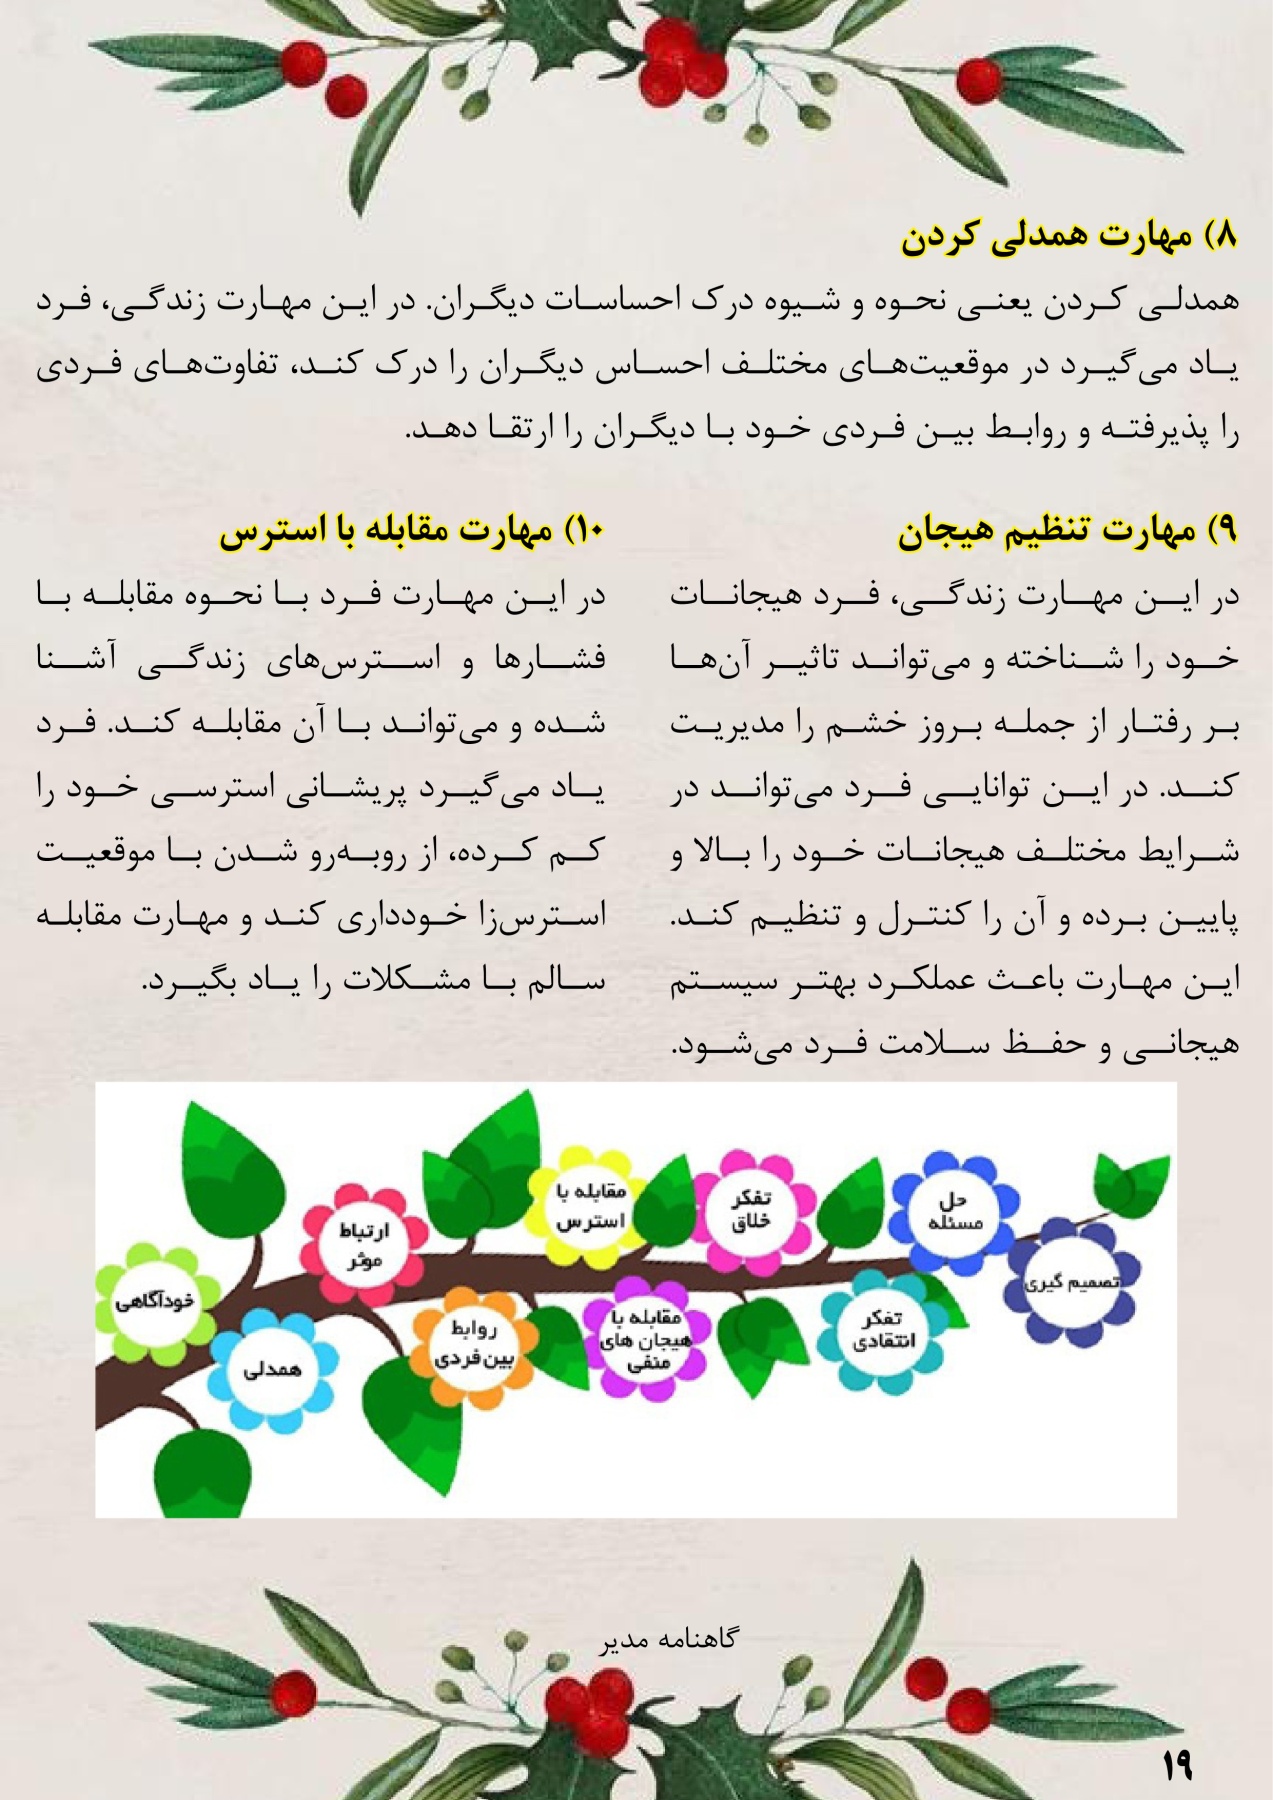 ۸) مهارت همدلی کردن
همدلی کردن یعنی نحوه و شیوه درک احساسات دیگران. در این مهارت زندگی، فرد
یاد می‌گیرد در موقعیت‌های مختلف احساس دیگران را درک کند، تفاوت‌های فردی
را پذیرفته و روابط بین فردی خود با دیگران را ارتقا دهد.
۹) مهارت تنظیم هیجان
در این مهارت زندگی، فرد هیجانات
خود را شناخته و می‌تواند تاثیر آن‌ها
بر رفتار از جمله بروز خشم را مدیریت
کند. در این توانایی فرد می‌تواند در
شرایط مختلف هیجانات خود را بالا و
پایین برده و آن را کنترل و تنظیم کند.
این مهارت باعث عملکرد بهتر سیستم
هیجانی و حفظ سلامت فرد می‌شود.
۱۰) مهارت مقابله با استرس
در این مهارت فرد با نحوه مقابله با
فشارها و استرس‌های زندگی آشنا
شده و می‌تواند با آن مقابله کند. فرد
یاد می‌گیرد پریشانی استرسی خود را
کم کرده، از روبه‌رو شدن با موقعیت
استرس‌زا خودداری کند و مهارت مقابله
سالم با مشکلات را یاد بگیرد.
تصمیم گیری
حل
مسئله
تفکر
انتقادی
تفکر
خلاق
مقابله با
هیجان های
منفی
مقابله با
استرس
روابط
بین‌فردی
ارتباط
موثر
همدلی
خودآگاهی
گاهنامه مدیر
۱۹